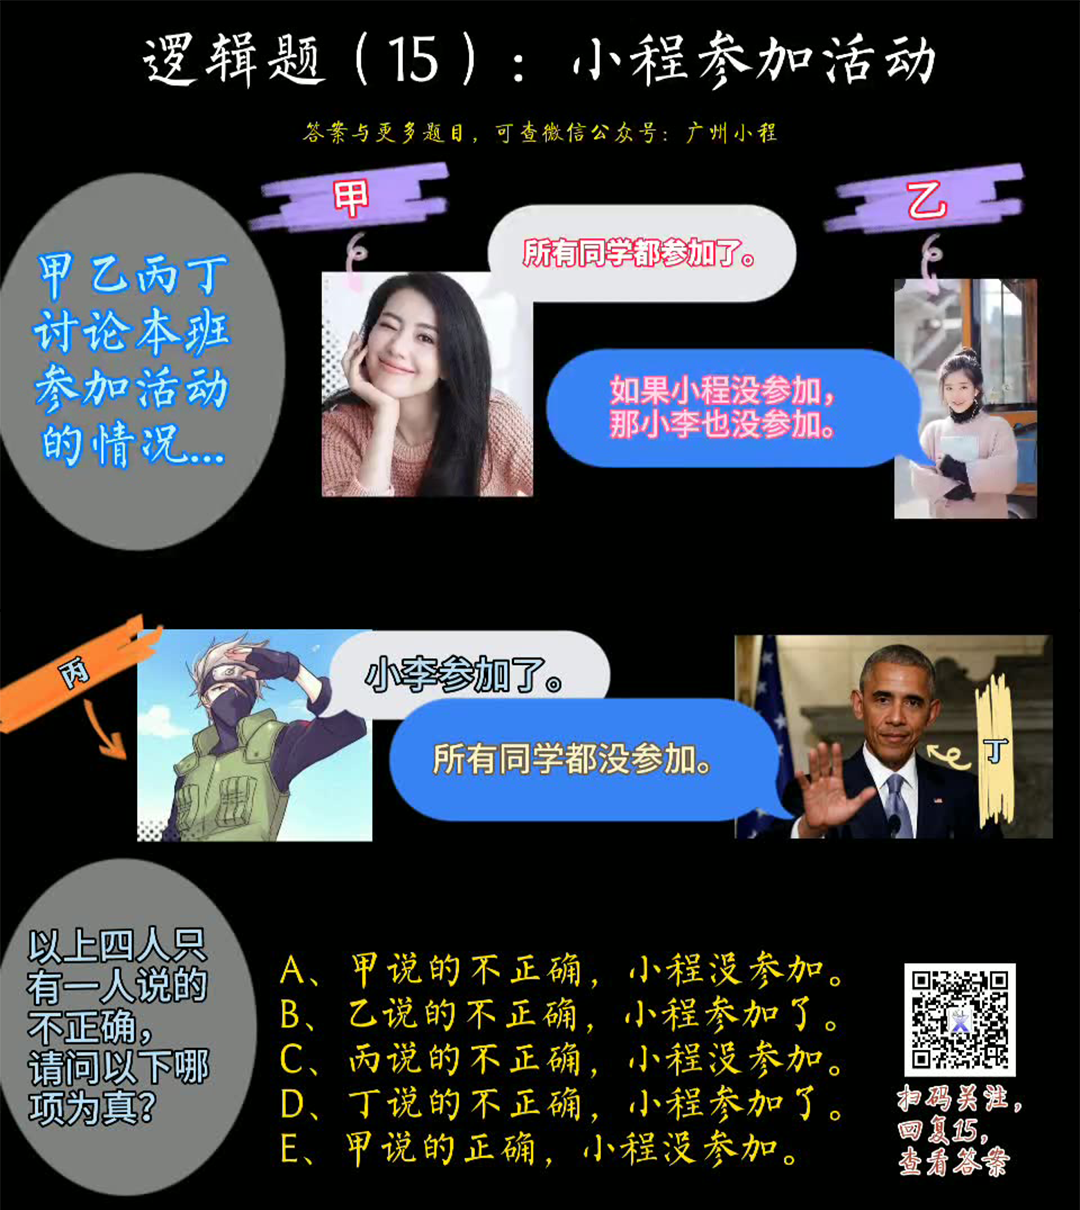 逻辑题（15）：小程参加活动
答案与更多题目，可查微信公众号：广州小程
甲
乙
所有同学都参加了。
甲乙丙丁
讨论本班
参加活动
的情况...
如果小程没参加，
那小李也没参加。
丙
小李参加了。
所有同学都没参加。
丁
以上四人只
有一人说的
不正确，
请问以下哪
项为真？
A、甲说的不正确，小程没参加。
B、乙说的不正确，小程参加了。
C、丙说的不正确，小程没参加。
D、丁说的不正确，小程参加了。
E、甲说的正确，小程没参加。
扫码关注，
回复15，
查看答案